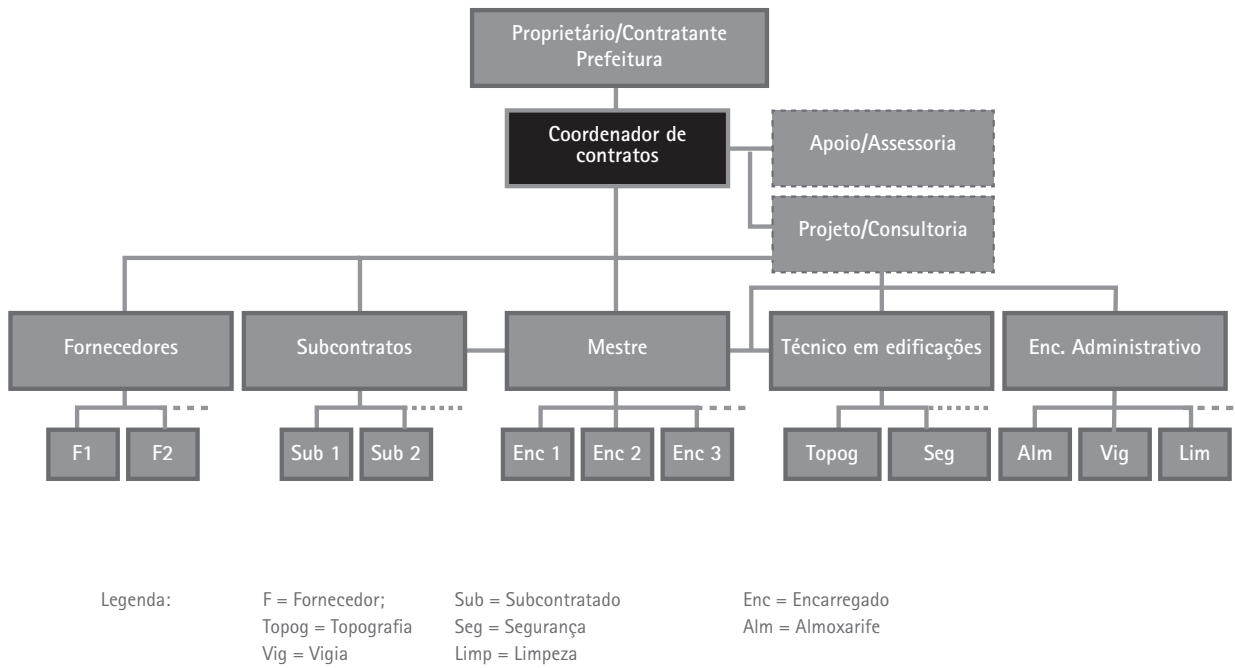 Proprietário/Contratante
Prefeitura
Coordenador de
contratos
Apoio/Assessoria
Projeto/Consultoria
Fornecedores
Subcontratos
Mestre
Técnico em edificações
Enc. Administrativo
F1
F2
Sub 1
Sub 2
Enc 1
Enc 2
Enc 3
Topog
Seg
Alm
Vig
Lim
Legenda:
F = Fornecedor;
Sub = Subcontratado
Enc = Encarregado
Topog = Topografia
Seg = Segurança
Alm = Almoxarife
Vig = Vigia
Limp = Limpeza